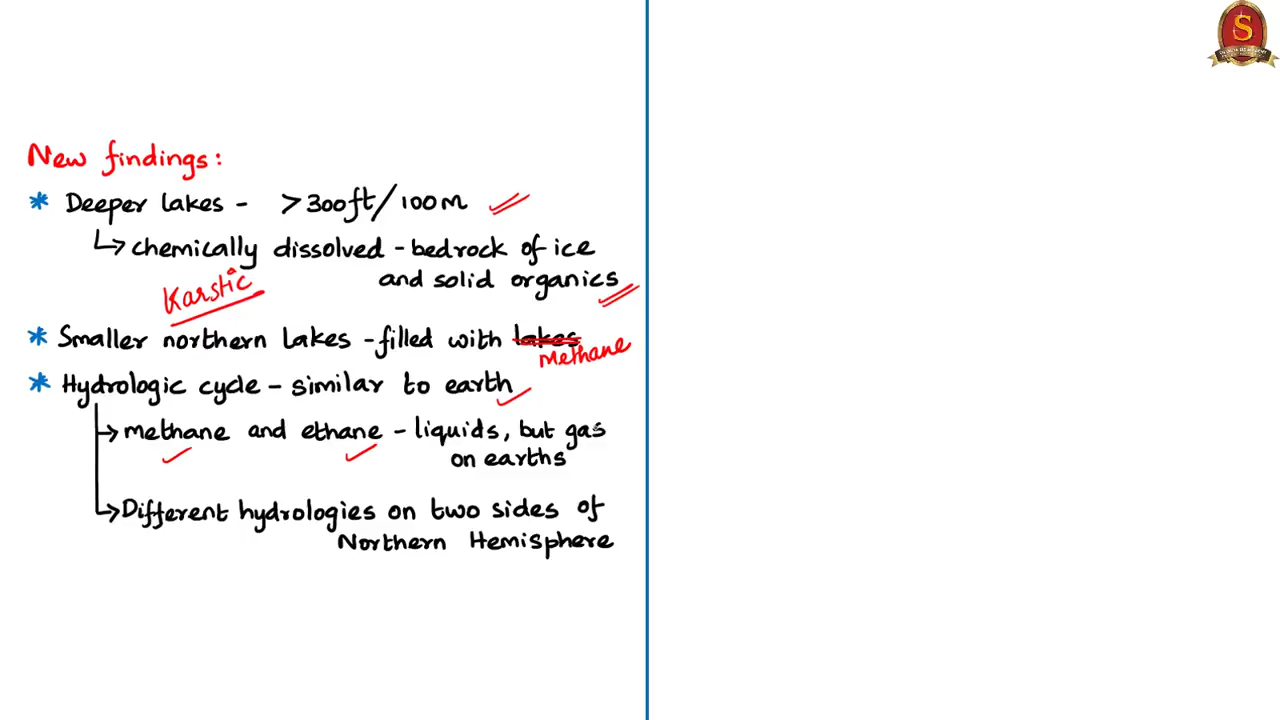 New findings:
* Deeper lakes - >300ft/100m
↳ chemically dissolved - bedrock of ice
and solid organics
Karstic
* Smaller northern lakes - filled with lakes
Methane
* Hydrologic cycle - similar to earth
→ methane and ethane - liquids, but gas
on earths
→ Different hydrologies on two sides of
Northern Hemisphere
S